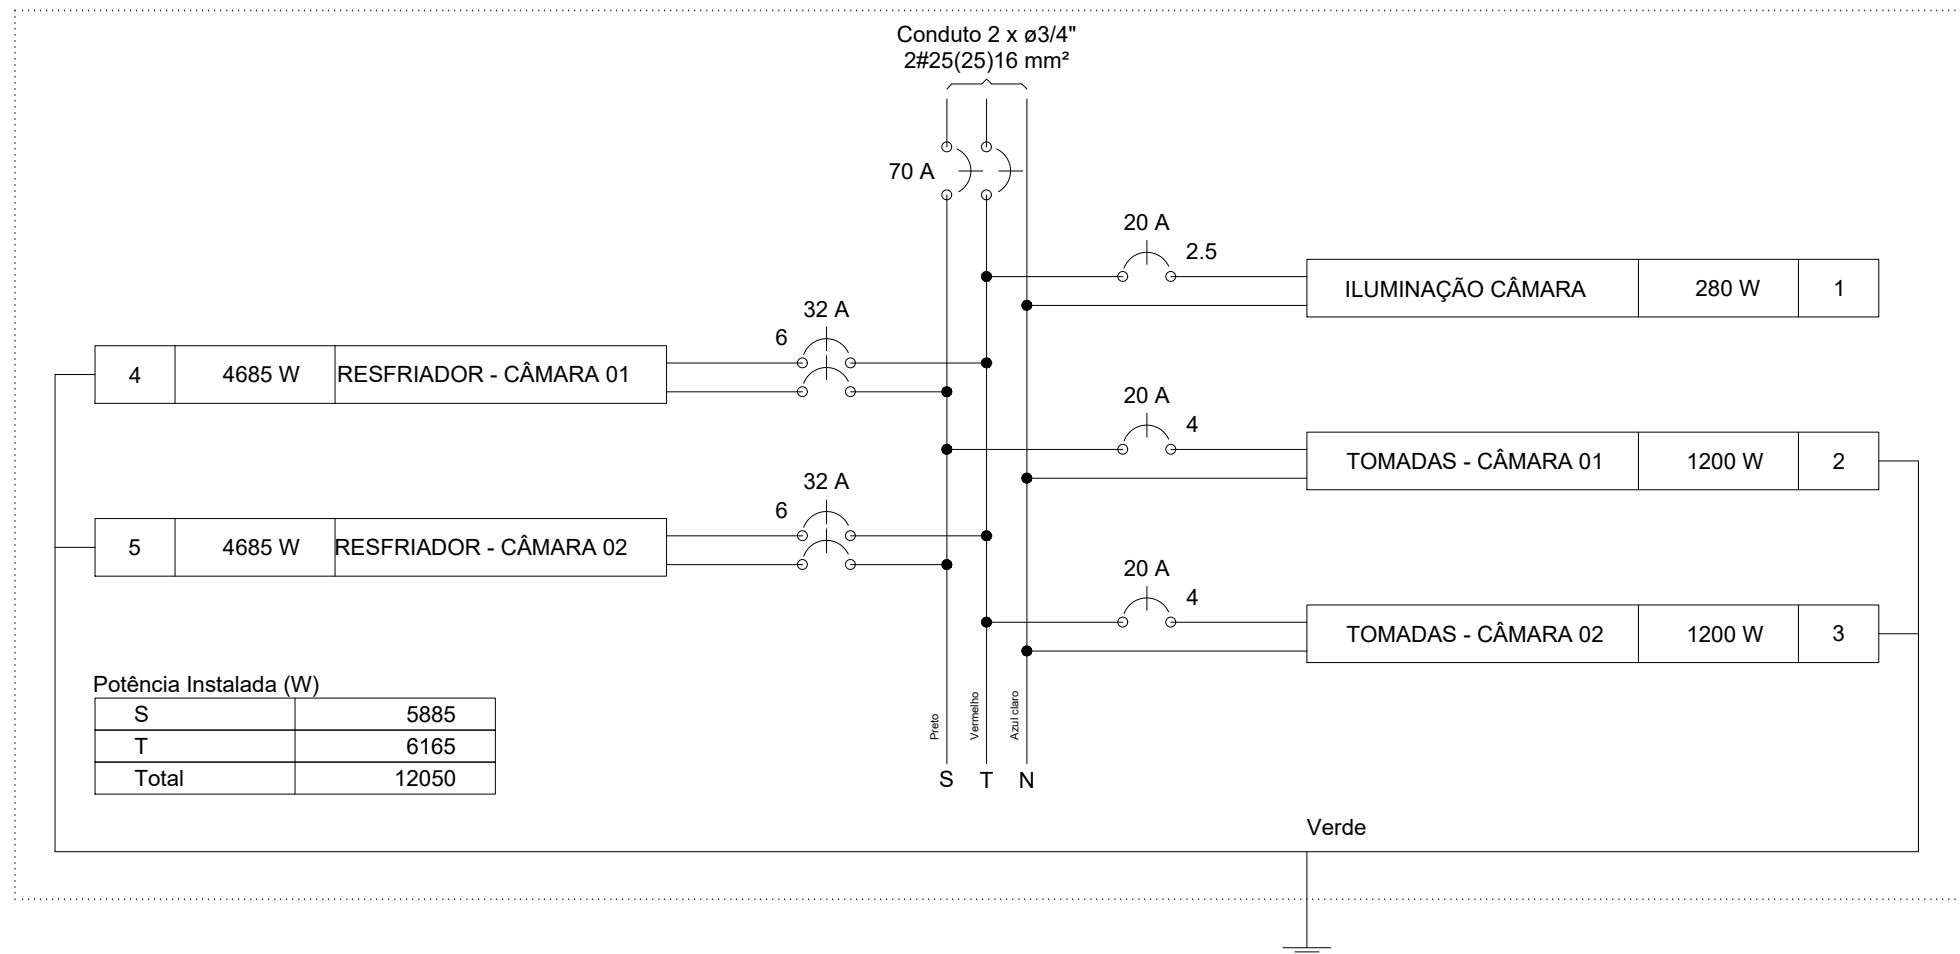 Conduto 2 x ø3/4"
2#25(25)16 mm²
70 A
20 A
2.5
ILUMINAÇÃO CÂMARA 280 W 1
32 A
6
4 4685 W RESFRIADOR - CÂMARA 01
20 A
4
TOMADAS - CÂMARA 01 1200 W 2
32 A
6
5 4685 W RESFRIADOR - CÂMARA 02
20 A
4
TOMADAS - CÂMARA 02 1200 W 3
Potência Instalada (W)
S 5885
T 6165
Total 12050
Preto
Vermelho
Azul claro
S T N
Verde